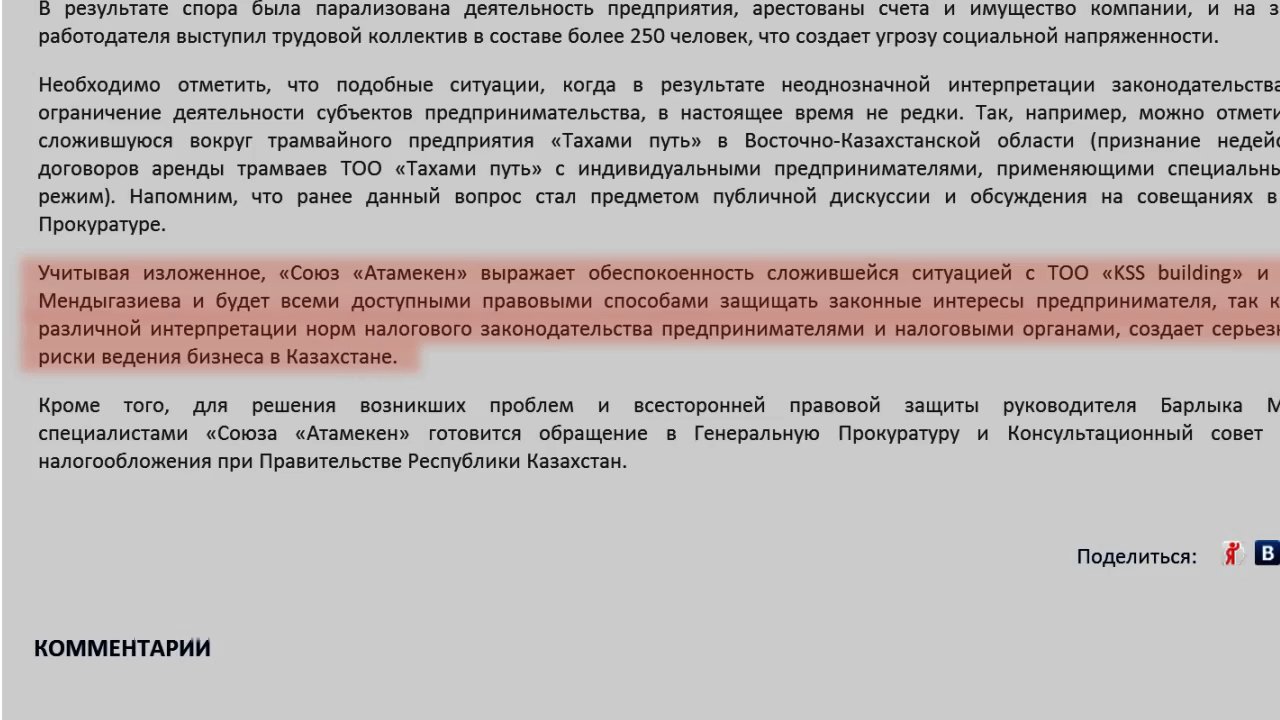 В результате спора была парализована деятельность предприятия, арестованы счета и имущество компании, и на з
работодателя выступил трудовой коллектив в составе более 250 человек, что создает угрозу социальной напряженности.
Необходимо отметить, что подобные ситуации, когда в результате неоднозначной интерпретации законодательства
ограничение деятельности субъектов предпринимательства, в настоящее время не редки. Так, например, можно отмети
сложившуюся вокруг трамвайного предприятия «Тахами путь» в Восточно-Казахстанской области (признание недейс
договоров аренды трамваев ТОО «Тахами путь» с индивидуальными предпринимателями, применяющими специальны
режим). Напомним, что ранее данный вопрос стал предметом публичной дискуссии и обсуждения на совещаниях в
Прокуратуре.
Учитывая изложенное, «Союз «Атамекен» выражает обеспокоенность сложившейся ситуацией с ТОО «KSS building» и
Мендыгазиева и будет всеми доступными правовыми способами защищать законные интересы предпринимателя, так к
различной интерпретации норм налогового законодательства предпринимателями и налоговыми органами, создает серьезн
риски ведения бизнеса в Казахстане.
Кроме того, для решения возникших проблем и всесторонней правовой защиты руководителя Барлыка М
специалистами «Союза «Атамекен» готовится обращение в Генеральную Прокуратуру и Консультационный совет
налогообложения при Правительстве Республики Казахстан.
Поделиться:
КОММЕНТАРИИ